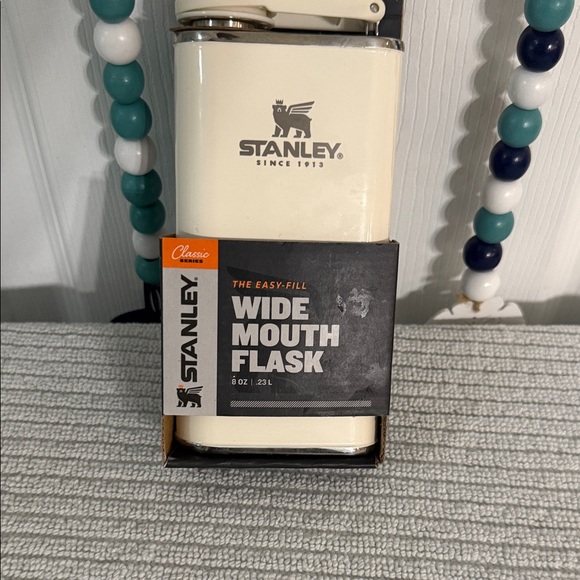 STANLEY®
SINCE 1913
Classic
SERIES
STANLEY®
THE EASY-FILL
WIDE
MOUTH
FLASK
8 OZ | .23 L